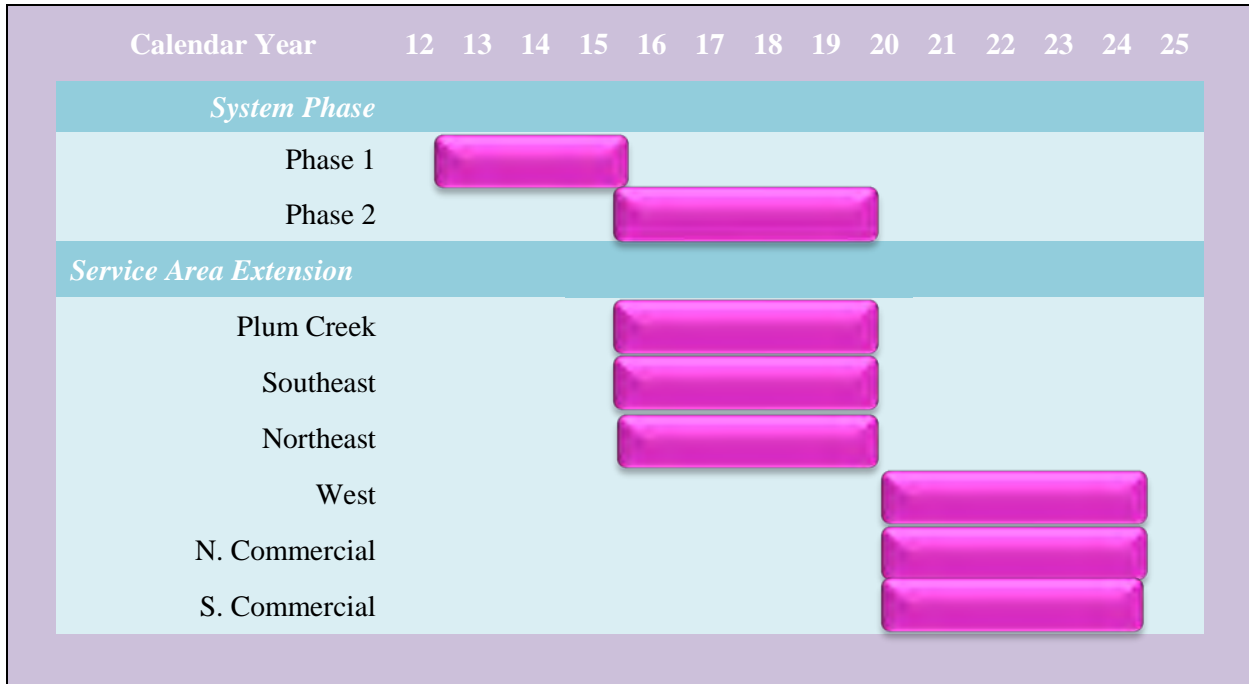 Calendar Year 12 13 14 15 16 17 18 19 20 21 22 23 24 25
System Phase
Phase 1
Phase 2
Service Area Extension
Plum Creek
Southeast
Northeast
West
N. Commercial
S. Commercial